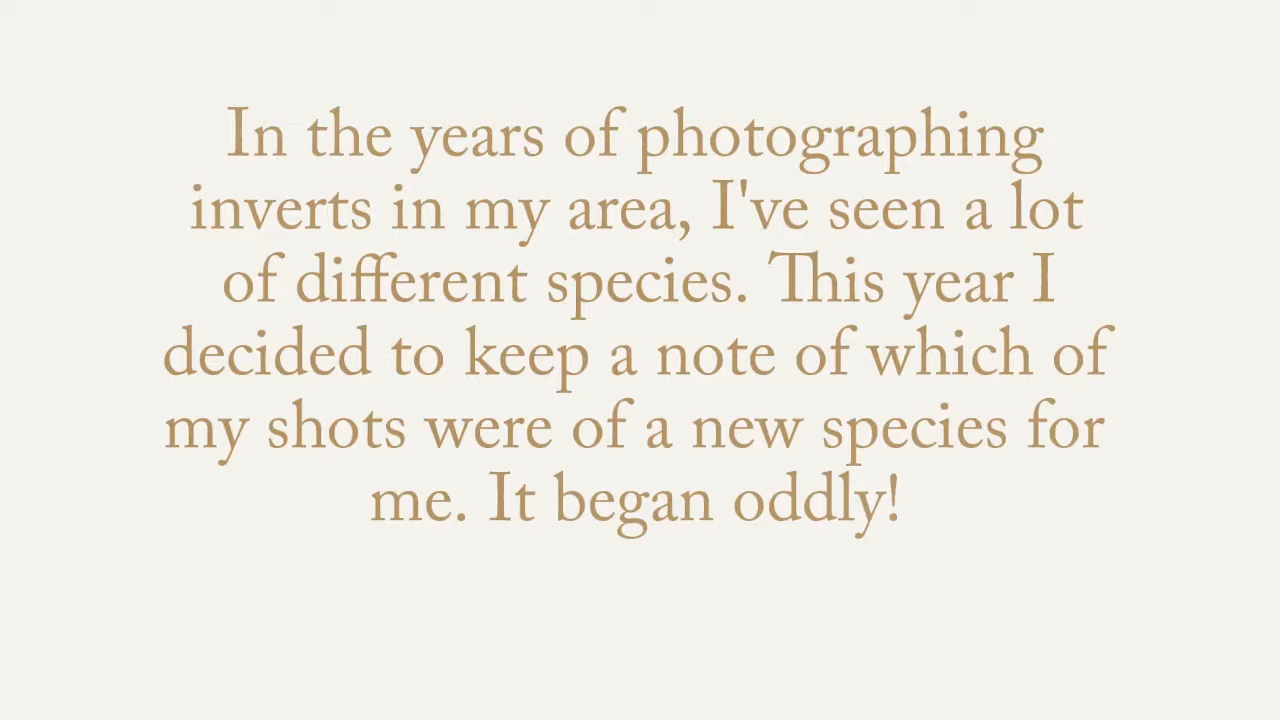 In the years of photographing
inverts in my area, I've seen a lot
of different species. This year I
decided to keep a note of which of
my shots were of a new species for
me. It began oddly!